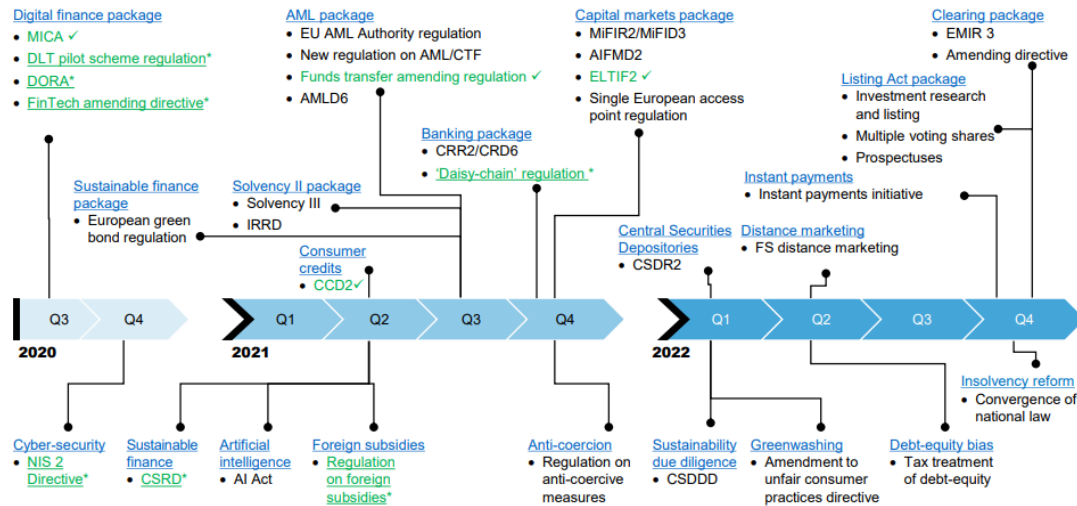 Digital finance package
• MICA ✓
• DLT pilot scheme regulation*
• DORA*
• FinTech amending directive*
AML package
• EU AML Authority regulation
• New regulation on AML/CTF
• Funds transfer amending regulation ✓
• AMLD6
Capital markets package
• MiFIR2/MiFID3
• AIFMD2
• ELTIF2 ✓
• Single European access
point regulation
Clearing package
• EMIR 3
• Amending directive
Listing Act package
• Investment research
and listing
• Multiple voting shares
• Prospectuses
Banking package
• CRR2/CRD6
• ‘Daisy-chain’ regulation *
Sustainable finance
package
• European green
bond regulation
Solvency II package
• Solvency III
• IRRD
Instant payments
• Instant payments initiative
Consumer
credits
• CCD2✓
Central Securities
Depositories
• CSDR2
Distance marketing
• FS distance marketing
Q3
Q4
Q1
Q2
Q3
Q4
Q1
Q2
Q3
Q4
2020
2021
2022
Insolvency reform
• Convergence of
national law
Cyber-security
• NIS 2
Directive*
Sustainable
finance
• CSRD*
Artificial
intelligence
• AI Act
Foreign subsidies
• Regulation
on foreign
subsidies*
Anti-coercion
• Regulation on
anti-coercive
measures
Sustainability
due diligence
• CSDDD
Greenwashing
• Amendment to
unfair consumer
practices directive
Debt-equity bias
• Tax treatment
of debt-equity